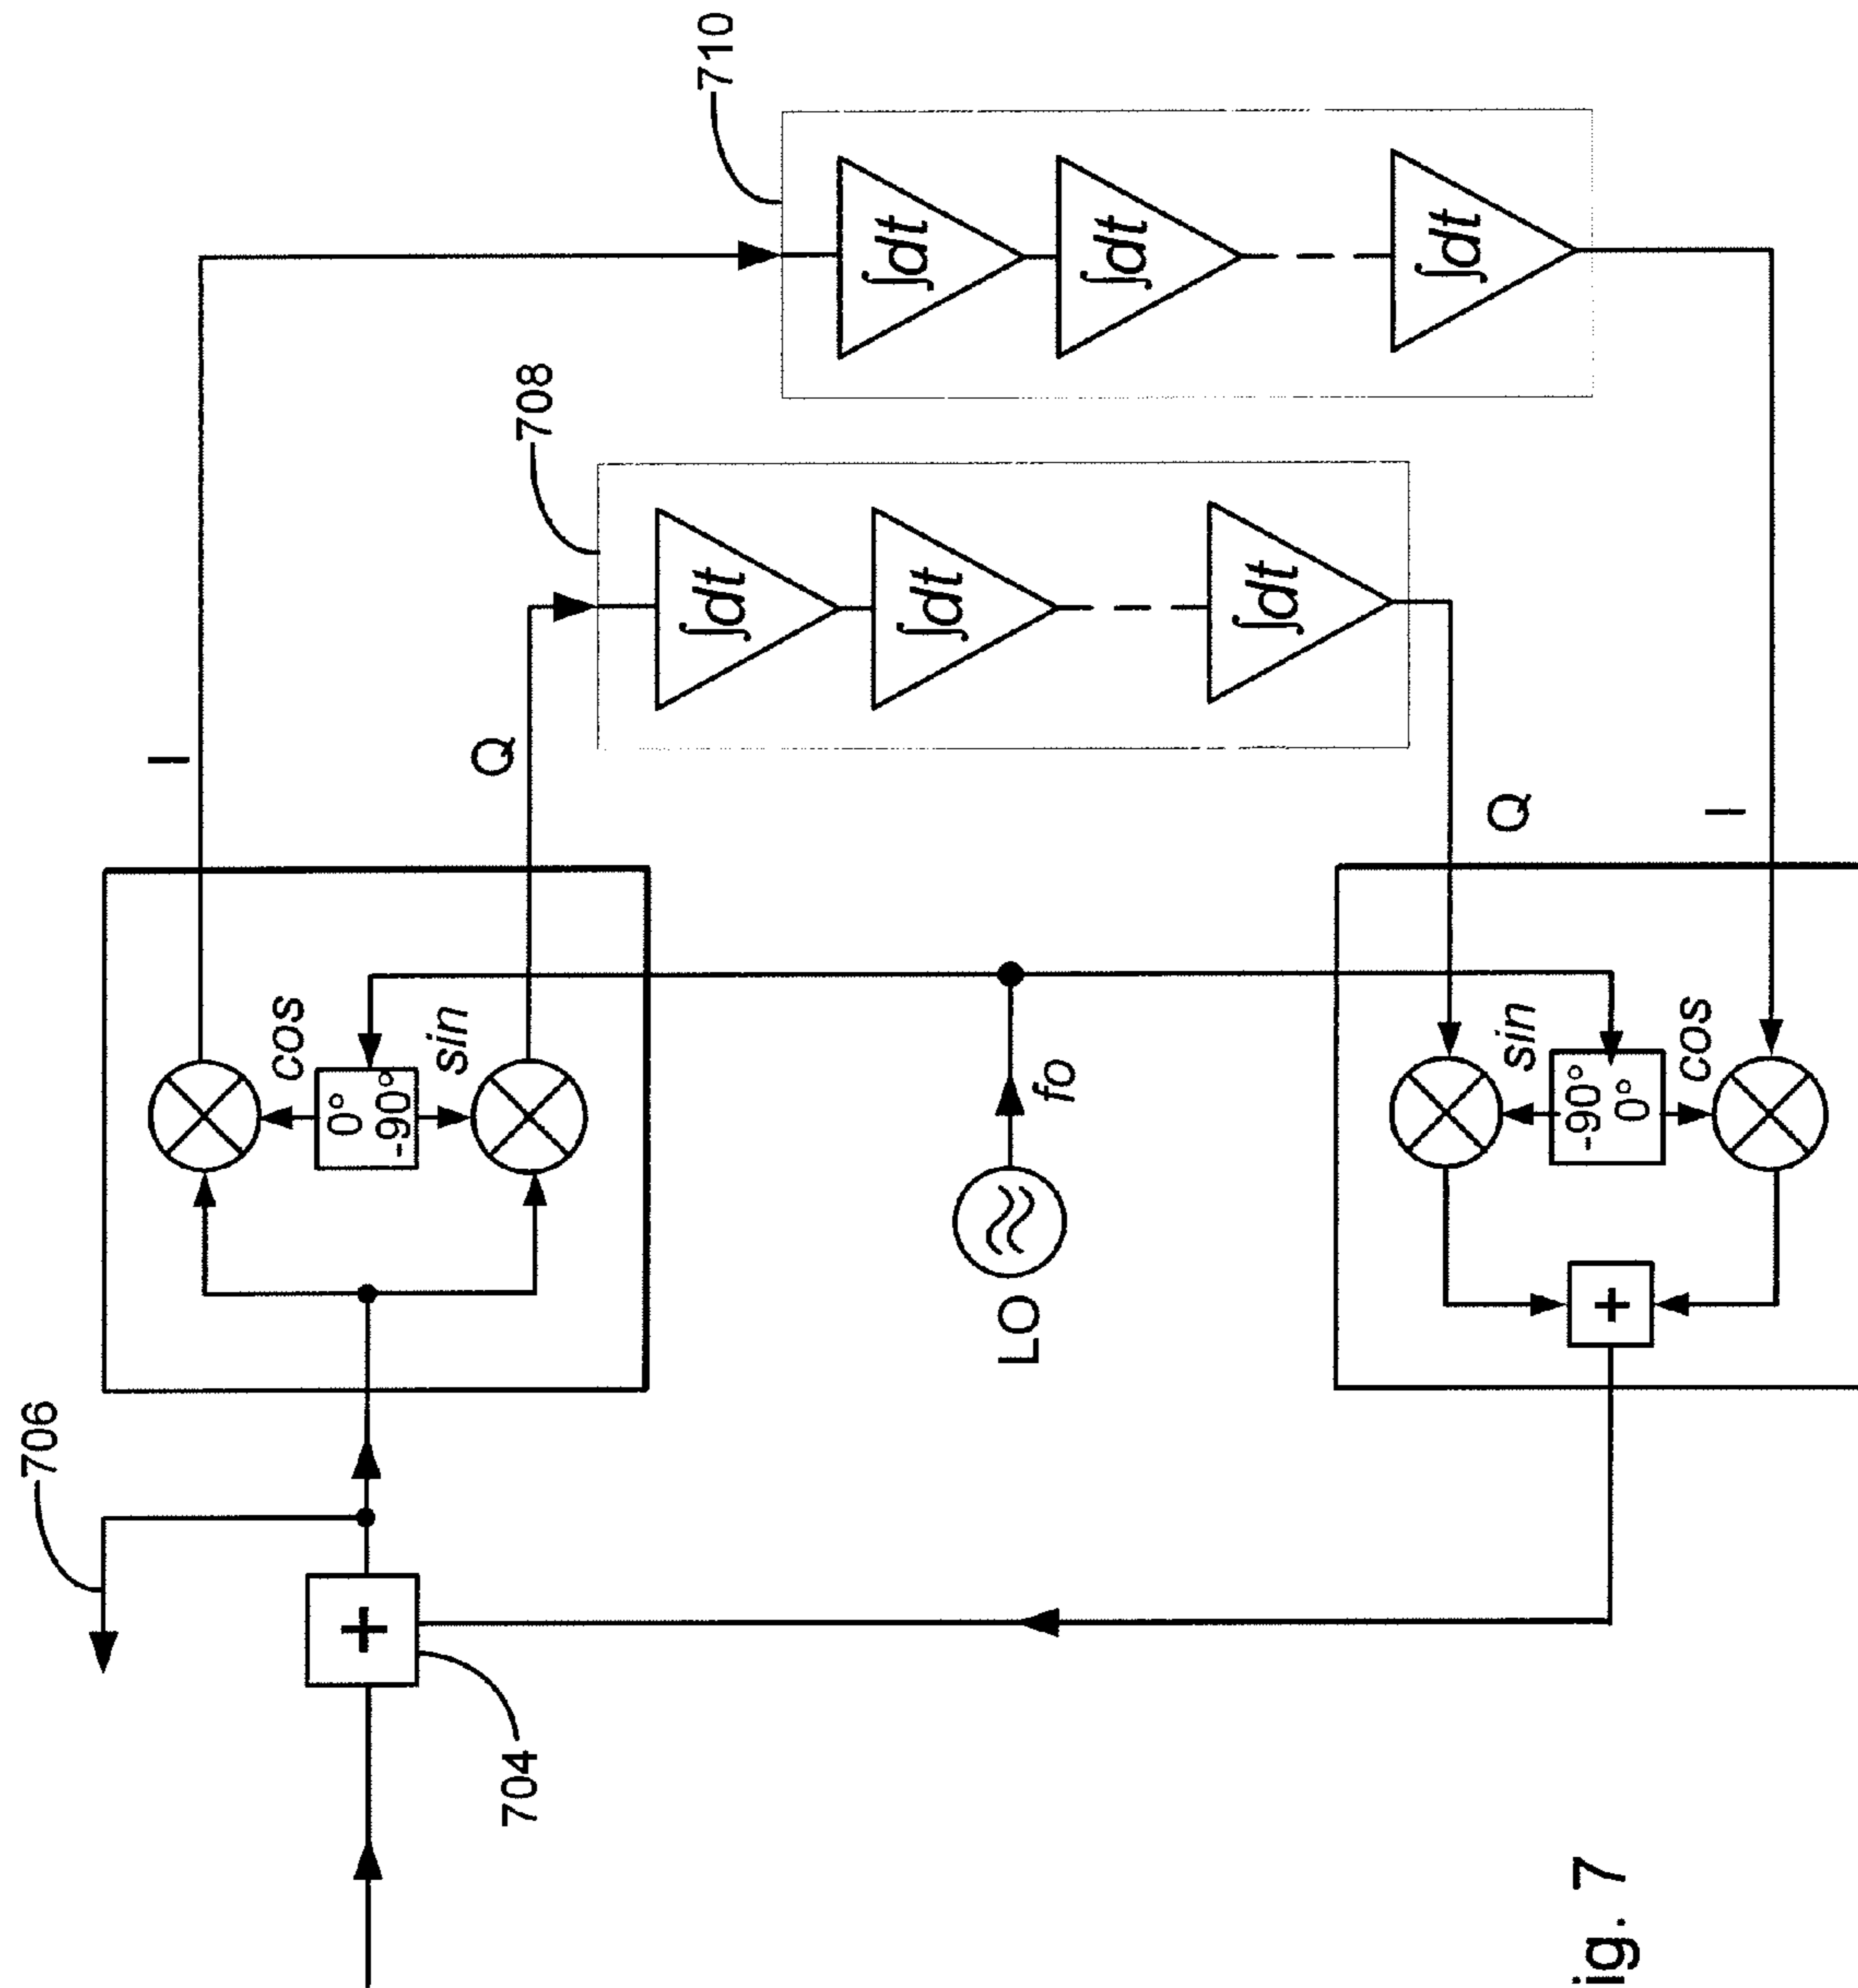 706
I
cos
0°
-90°
sin
+
Q
704
708
710
∫dt
∫dt
∫dt
∫dt
∫dt
∫dt
LO
fo
Q
sin
-90°
0°
cos
+
I
ig. 7